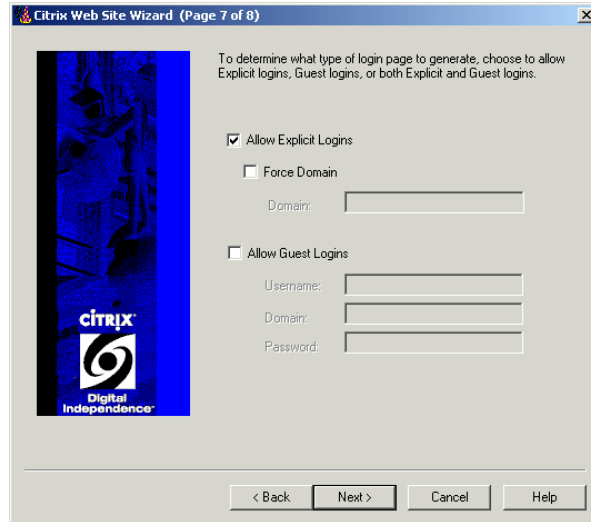 Citrix Web Site Wizard (Page 7 of 8)
To determine what type of login page to generate, choose to allow
Explicit logins, Guest logins, or both Explicit and Guest logins.
Allow Explicit Logins
Force Domain
Domain:
Allow Guest Logins
Username:
Domain:
Password:
CİTRIX
Digital
Independence
< Back
Next >
Cancel
Help